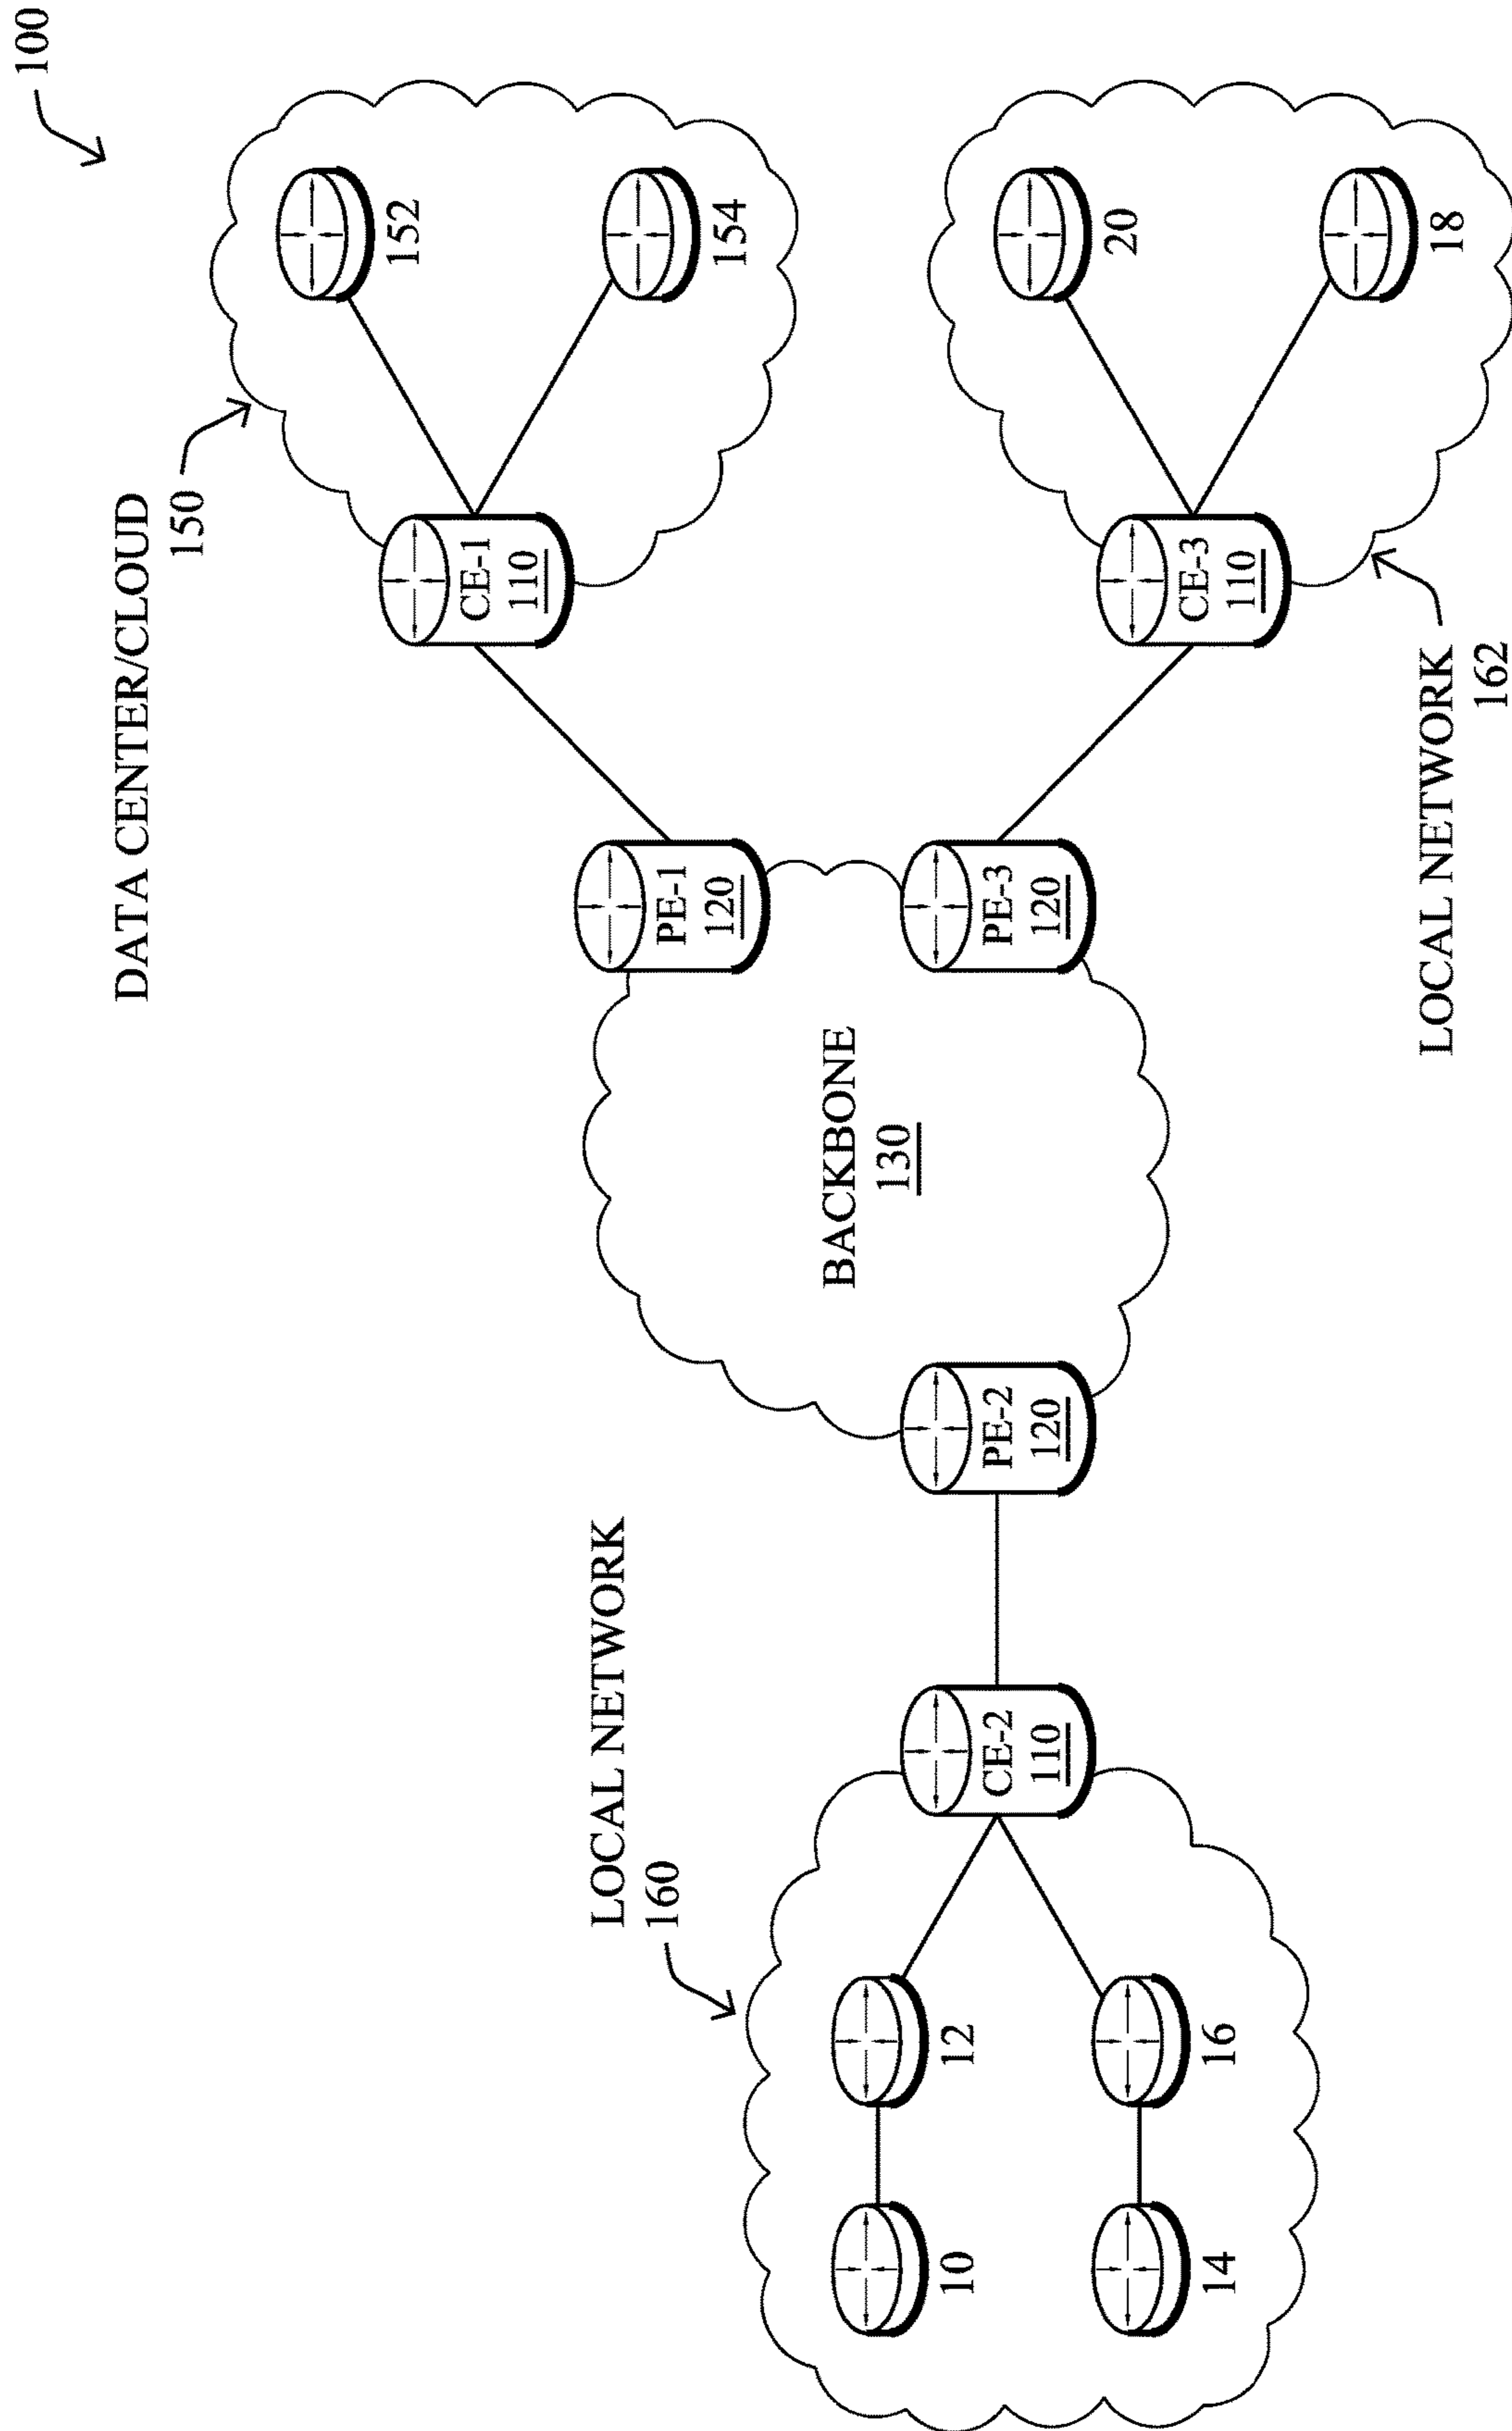 100
DATA CENTER/CLOUD
150
152
154
CE-1
110
PE-1
120
LOCAL NETWORK
160
BACKBONE
130
10
12
14
16
CE-2
110
PE-2
120
PE-3
120
CE-3
110
20
18
LOCAL NETWORK
162